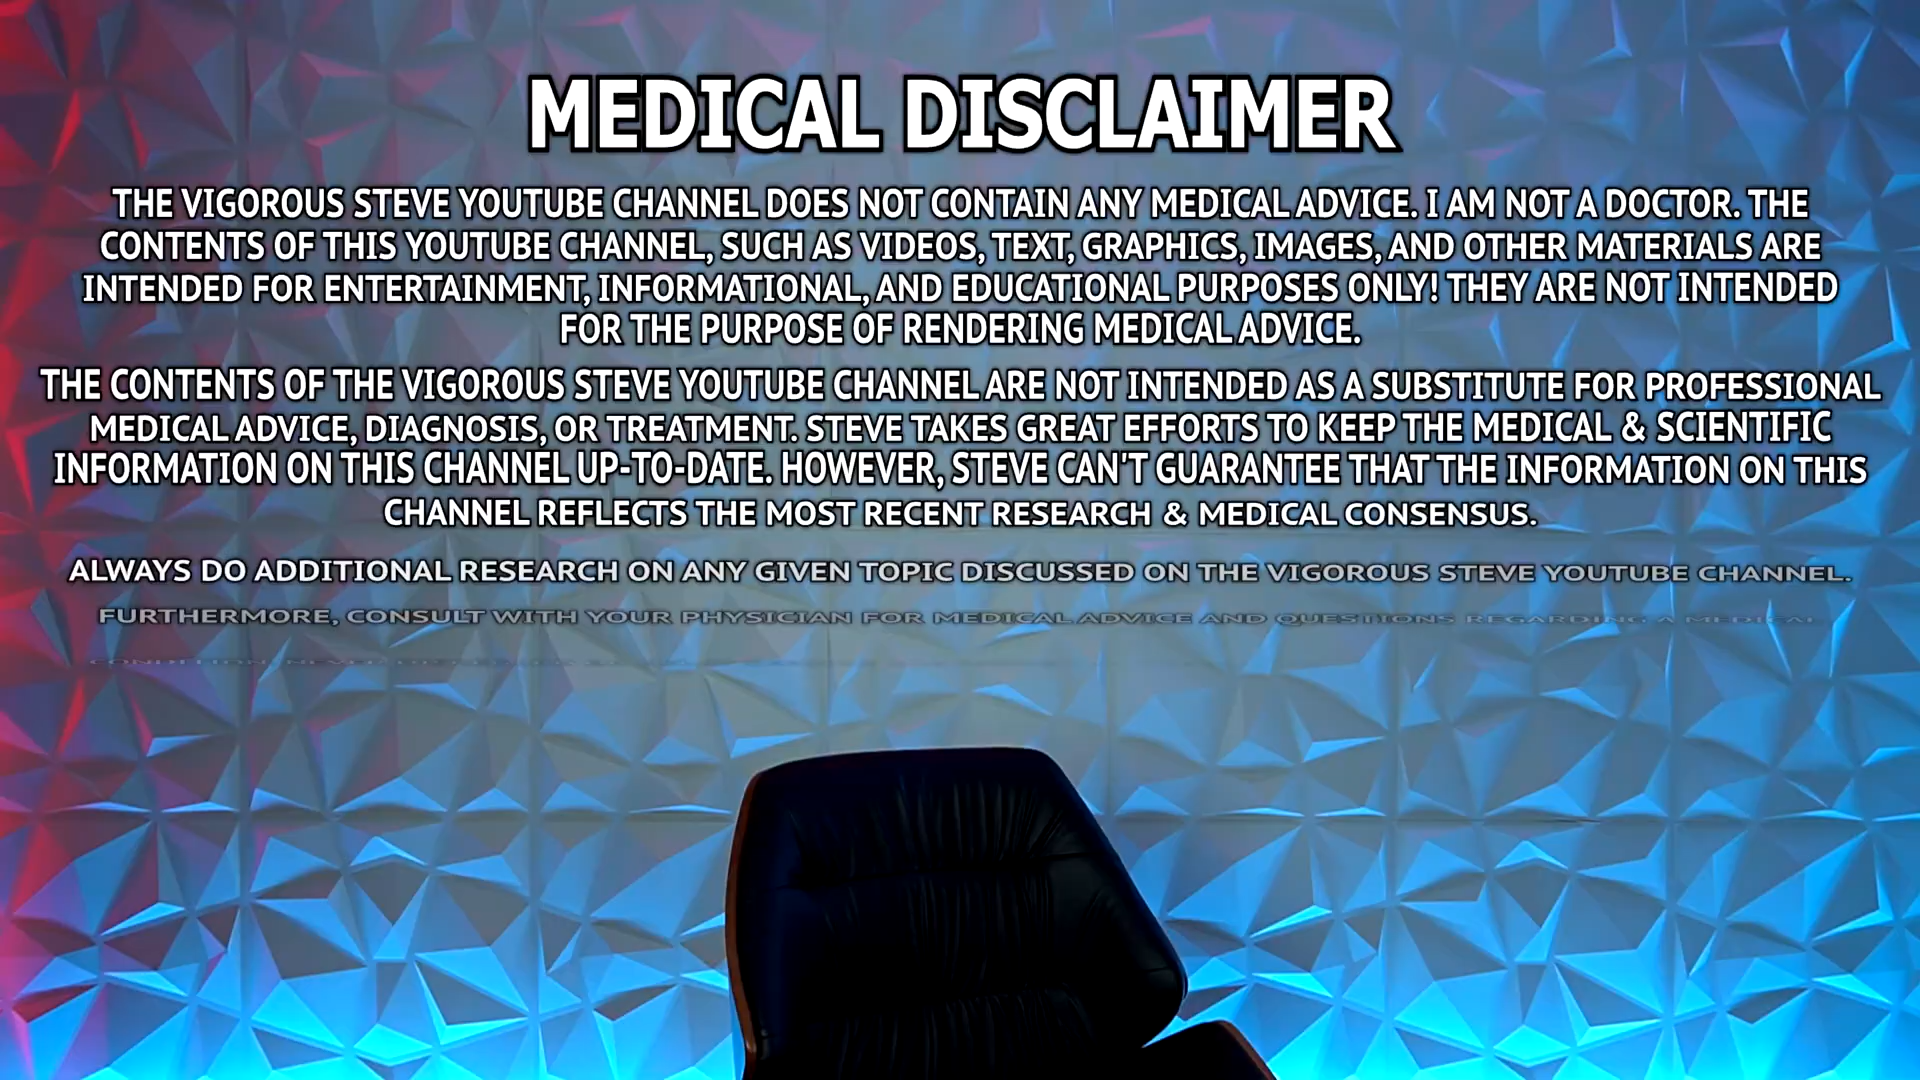 MEDICAL DISCLAIMER
THE VIGOROUS STEVE YOUTUBE CHANNEL DOES NOT CONTAIN ANY MEDICAL ADVICE. I AM NOT A DOCTOR. THE
CONTENTS OF THIS YOUTUBE CHANNEL, SUCH AS VIDEOS, TEXT, GRAPHICS, IMAGES, AND OTHER MATERIALS ARE
INTENDED FOR ENTERTAINMENT, INFORMATIONAL, AND EDUCATIONAL PURPOSES ONLY! THEY ARE NOT INTENDED
FOR THE PURPOSE OF RENDERING MEDICAL ADVICE.
THE CONTENTS OF THE VIGOROUS STEVE YOUTUBE CHANNEL ARE NOT INTENDED AS A SUBSTITUTE FOR PROFESSIONAL
MEDICAL ADVICE, DIAGNOSIS, OR TREATMENT. STEVE TAKES GREAT EFFORTS TO KEEP THE MEDICAL & SCIENTIFIC
INFORMATION ON THIS CHANNEL UP-TO-DATE. HOWEVER, STEVE CAN'T GUARANTEE THAT THE INFORMATION ON THIS
CHANNEL REFLECTS THE MOST RECENT RESEARCH & MEDICAL CONSENSUS.
ALWAYS DO ADDITIONAL RESEARCH ON ANY GIVEN TOPIC DISCUSSED ON THE VIGOROUS STEVE YOUTUBE CHANNEL.
FURTHERMORE, CONSULT WITH YOUR PHYSICIAN FOR MEDICAL ADVICE AND QUESTIONS REGARDING A MEDICAL